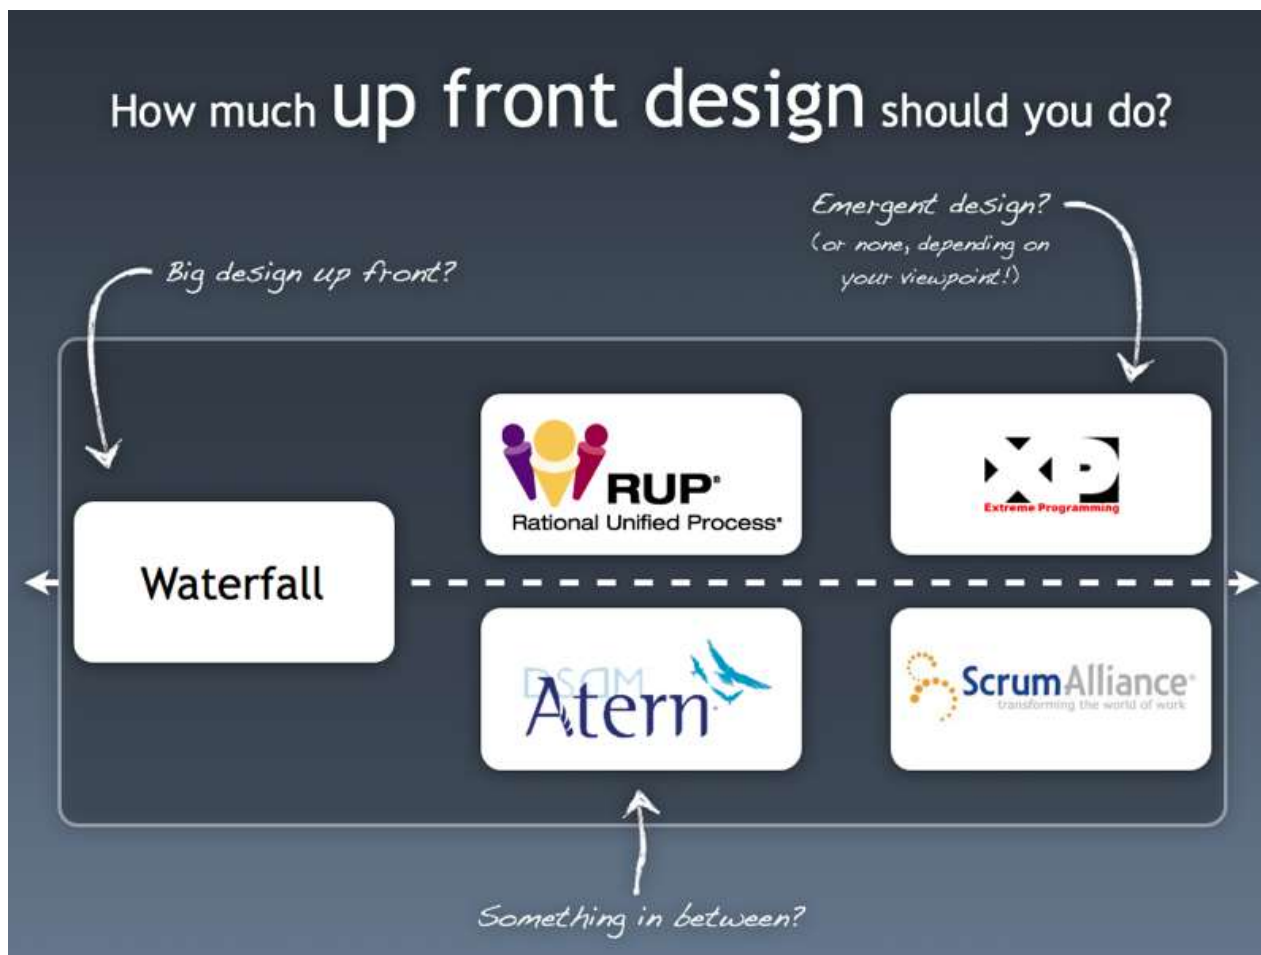 How much up front design should you do?
Emergent design?
(or none, depending on
your viewpoint!)
Big design up front?
RUP®
Rational Unified Process®
XP
Extreme Programming
Waterfall
DSDM
Atern®
ScrumAlliance®
transforming the world of work
Something in between?